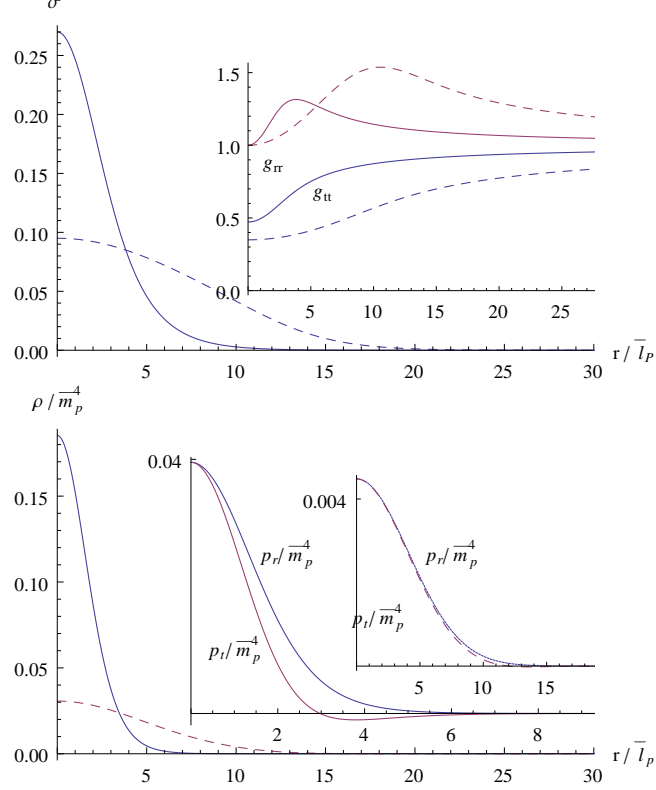 σ
0.25
0.20
0.15
0.10
0.05
0.00
5 10 15 20 25 30
r / l̅_P
1.5
1.0
0.5
0.0
g_rr
g_tt
5 10 15 20 25
ρ / m̅_p^4
0.15
0.10
0.05
0.00
5 10 15 20 25 30
r / l̅_p
0.04
p_r / m̅_p^4
p_t / m̅_p^4
2 4 6 8
0.004
p_r / m̅_p^4
p_t / m̅_p^4
5 10 15